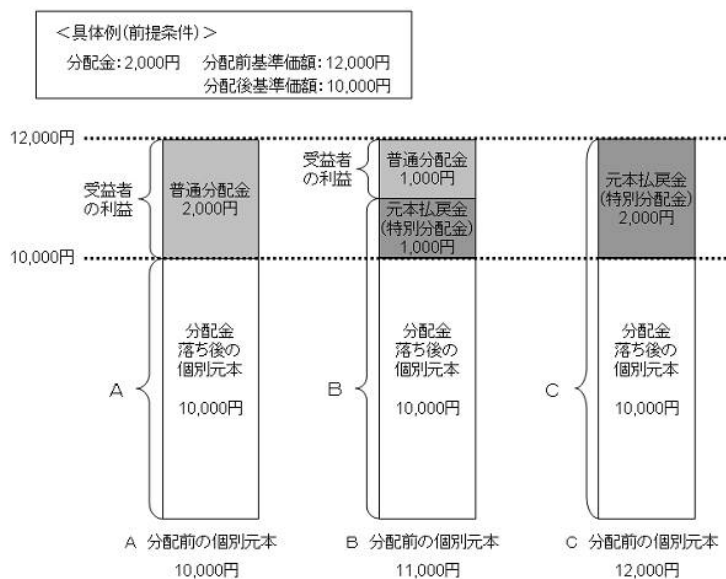 ＜具体例(前提条件)＞
分配金:2,000円　分配前基準価額:12,000円
分配後基準価額:10,000円
12,000円
受益者
の利益
普通分配金
2,000円
10,000円
A
分配金
落ち後の
個別元本
10,000円
A 分配前の個別元本
10,000円
受益者
の利益
普通分配金
1,000円
元本払戻金
(特別分配金)
1,000円
B
分配金
落ち後の
個別元本
10,000円
B 分配前の個別元本
11,000円
元本払戻金
(特別分配金)
2,000円
C
分配金
落ち後の
個別元本
10,000円
C 分配前の個別元本
12,000円